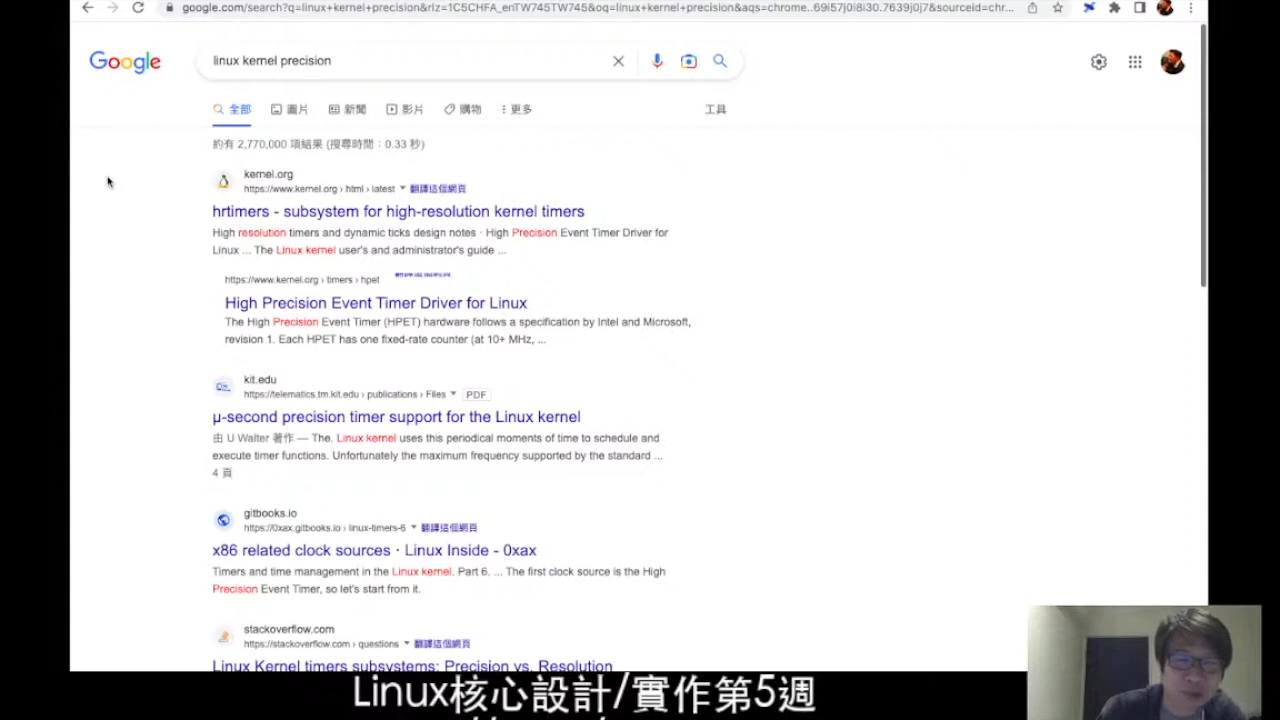 google.com/search?q=linux+kernel+precision&rlz=1C5CHFA_enTW745TW745&oq=linux+kernel+precision&aqs=chrome..69i57j0i8i30.7639j0j7&sourceid=chr...
Google
linux kernel precision
全部
圖片
新聞
影片
購物
更多
工具
約有 2,770,000 項結果 (搜尋時間：0.33 秒)
kernel.org
https://www.kernel.org › html › latest 翻譯這個網頁
hrtimers - subsystem for high-resolution kernel timers
High resolution timers and dynamic ticks design notes · High Precision Event Timer Driver for
Linux ... The Linux kernel user's and administrator's guide ...
https://www.kernel.org › timers › hpet
High Precision Event Timer Driver for Linux
The High Precision Event Timer (HPET) hardware follows a specification by Intel and Microsoft,
revision 1. Each HPET has one fixed-rate counter (at 10+ MHz, ...
kit.edu
https://telematics.tm.kit.edu › publications › Files PDF
μ-second precision timer support for the Linux kernel
由 U Walter 著作 — The. Linux kernel uses this periodical moments of time to schedule and
execute timer functions. Unfortunately the maximum frequency supported by the standard ...
4 頁
gitbooks.io
https://0xax.gitbooks.io › linux-timers-6 翻譯這個網頁
x86 related clock sources · Linux Inside - 0xax
Timers and time management in the Linux kernel. Part 6. ... The first clock source is the High
Precision Event Timer, so let's start from it.
stackoverflow.com
https://stackoverflow.com › questions 翻譯這個網頁
Linux Kernel timers subsystems: Precision vs. Resolution
Linux核心設計/實作第5週